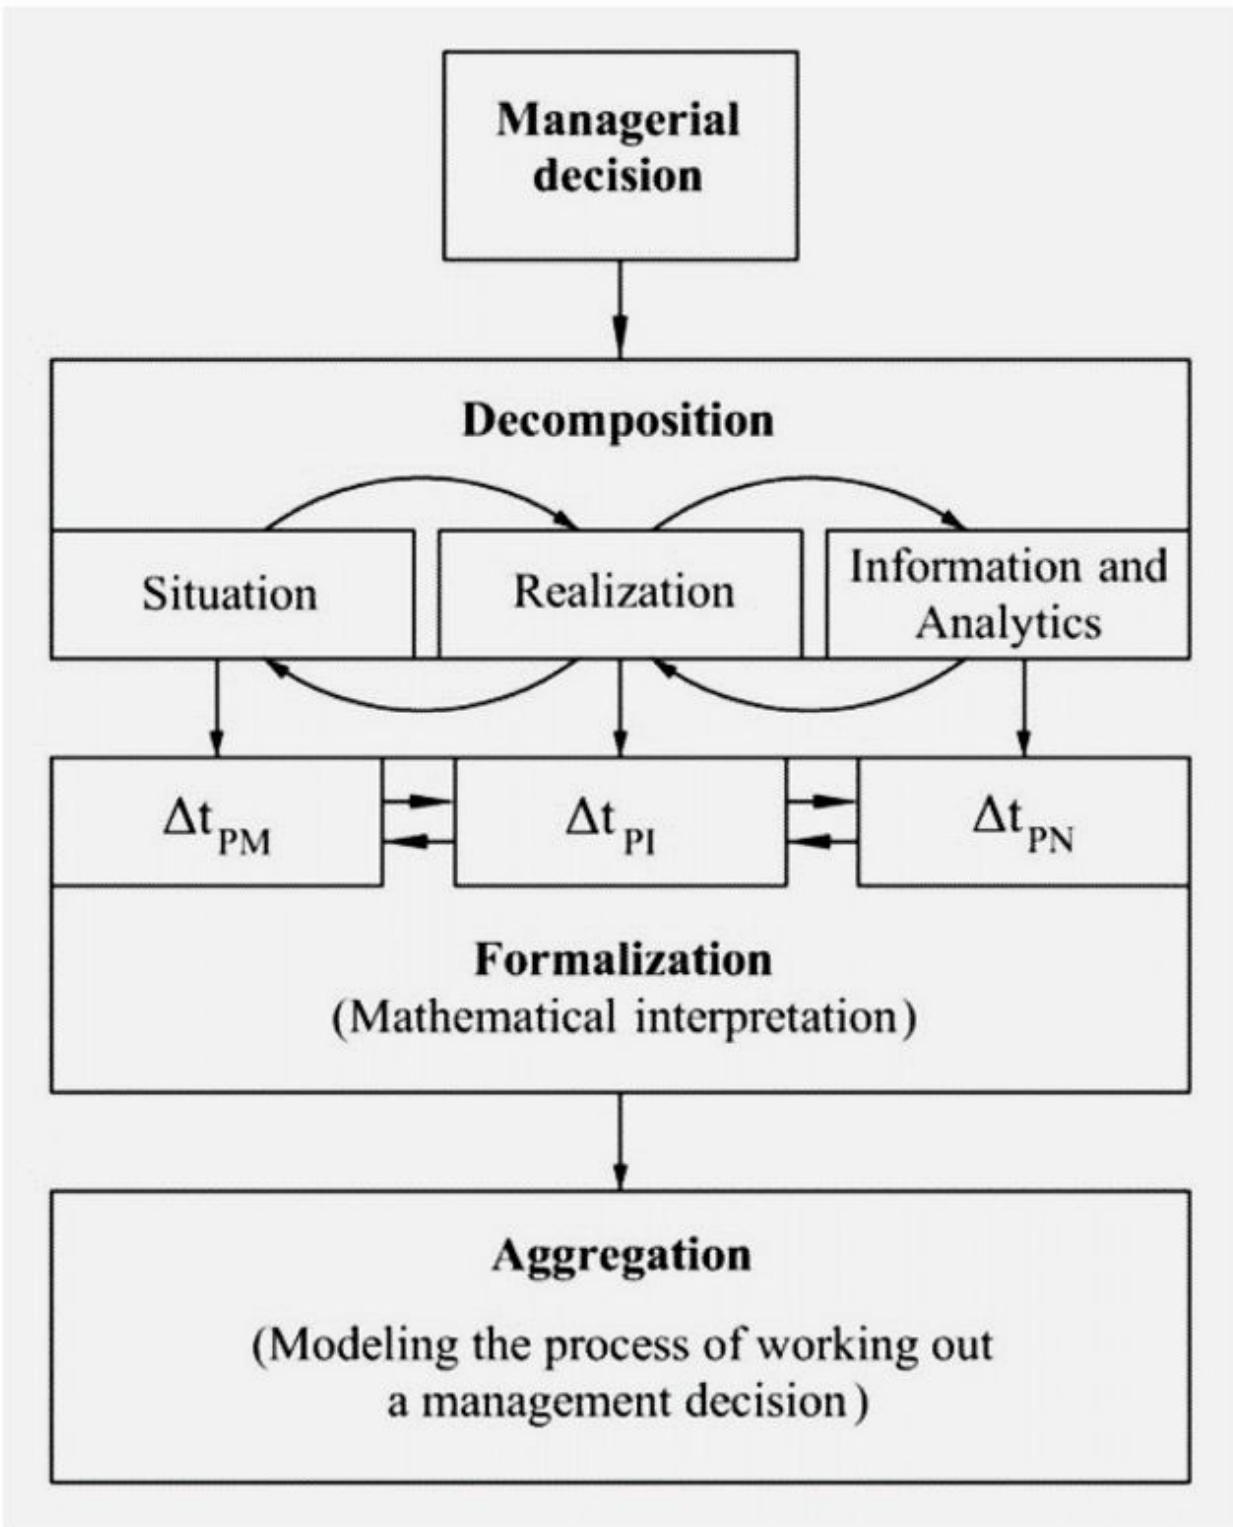 Managerial
decision
Decomposition
Situation
Realization
Information and
Analytics
Δt PM
Δt PI
Δt PN
Formalization
(Mathematical interpretation)
Aggregation
(Modeling the process of working out
a management decision)